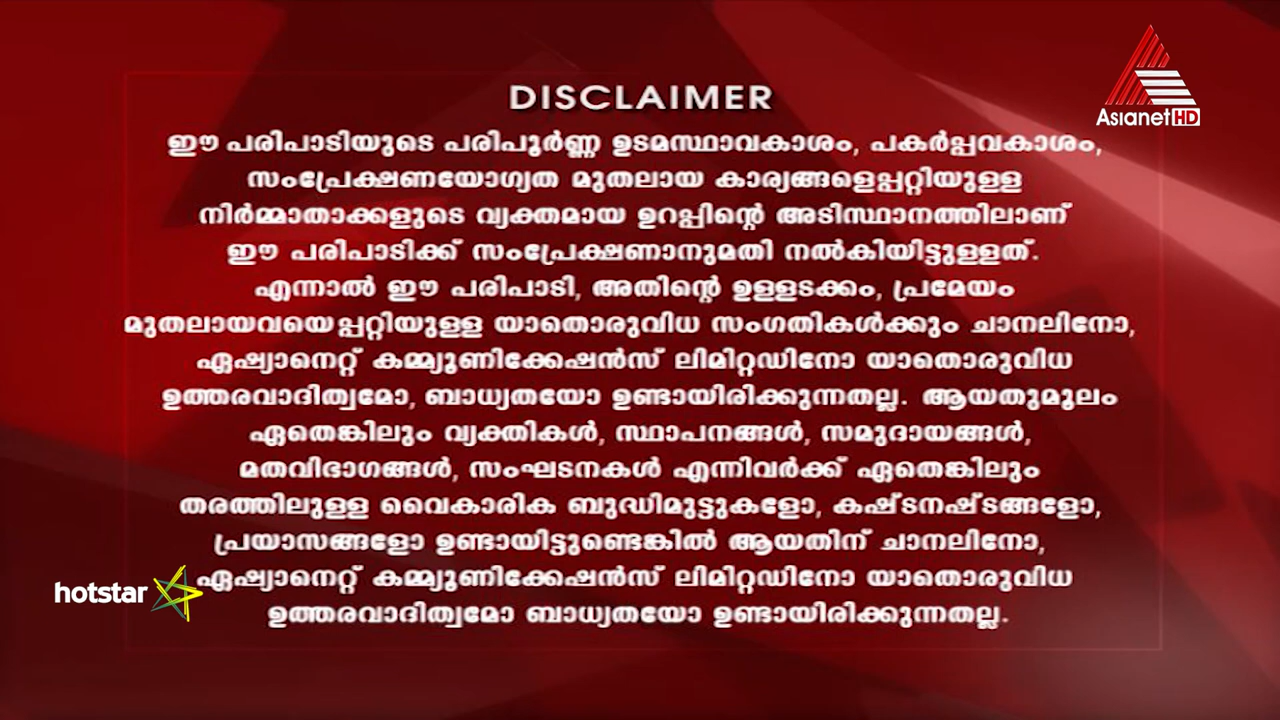 DISCLAIMER
Asianet HD
ഈ പരിപാടിയുടെ പരിപൂർണ്ണ ഉടമസ്ഥാവകാശം, പകർപ്പവകാശം,
സംപ്രേക്ഷണയോഗ്യത മുതലായ കാര്യങ്ങളെപ്പറ്റിയുള്ള
നിർമ്മാതാക്കളുടെ വ്യക്തമായ ഉറപ്പിന്റെ അടിസ്ഥാനത്തിലാണ്
ഈ പരിപാടിക്ക് സംപ്രേക്ഷണാനുമതി നൽകിയിട്ടുള്ളത്.
എന്നാൽ ഈ പരിപാടി, അതിന്റെ ഉള്ളടക്കം, പ്രമേയം
മുതലായവയെപ്പറ്റിയുള്ള യാതൊരുവിധ സംഗതികൾക്കും ചാനലിനോ,
ഏഷ്യാനെറ്റ് കമ്മ്യൂണിക്കേഷൻസ് ലിമിറ്റഡിനോ യാതൊരുവിധ
ഉത്തരവാദിത്വമോ, ബാധ്യതയോ ഉണ്ടായിരിക്കുന്നതല്ല. ആയതുമൂലം
ഏതെങ്കിലും വ്യക്തികൾ, സ്ഥാപനങ്ങൾ, സമുദായങ്ങൾ,
മതവിഭാഗങ്ങൾ, സംഘടനകൾ എന്നിവർക്ക് ഏതെങ്കിലും
തരത്തിലുള്ള വൈകാരിക ബുദ്ധിമുട്ടുകളോ, കഷ്ടനഷ്ടങ്ങളോ,
പ്രയാസങ്ങളോ ഉണ്ടായിട്ടുണ്ടെങ്കിൽ ആയതിന് ചാനലിനോ,
ഏഷ്യാനെറ്റ് കമ്മ്യൂണിക്കേഷൻസ് ലിമിറ്റഡിനോ യാതൊരുവിധ
ഉത്തരവാദിത്വമോ ബാധ്യതയോ ഉണ്ടായിരിക്കുന്നതല്ല.
hotstar